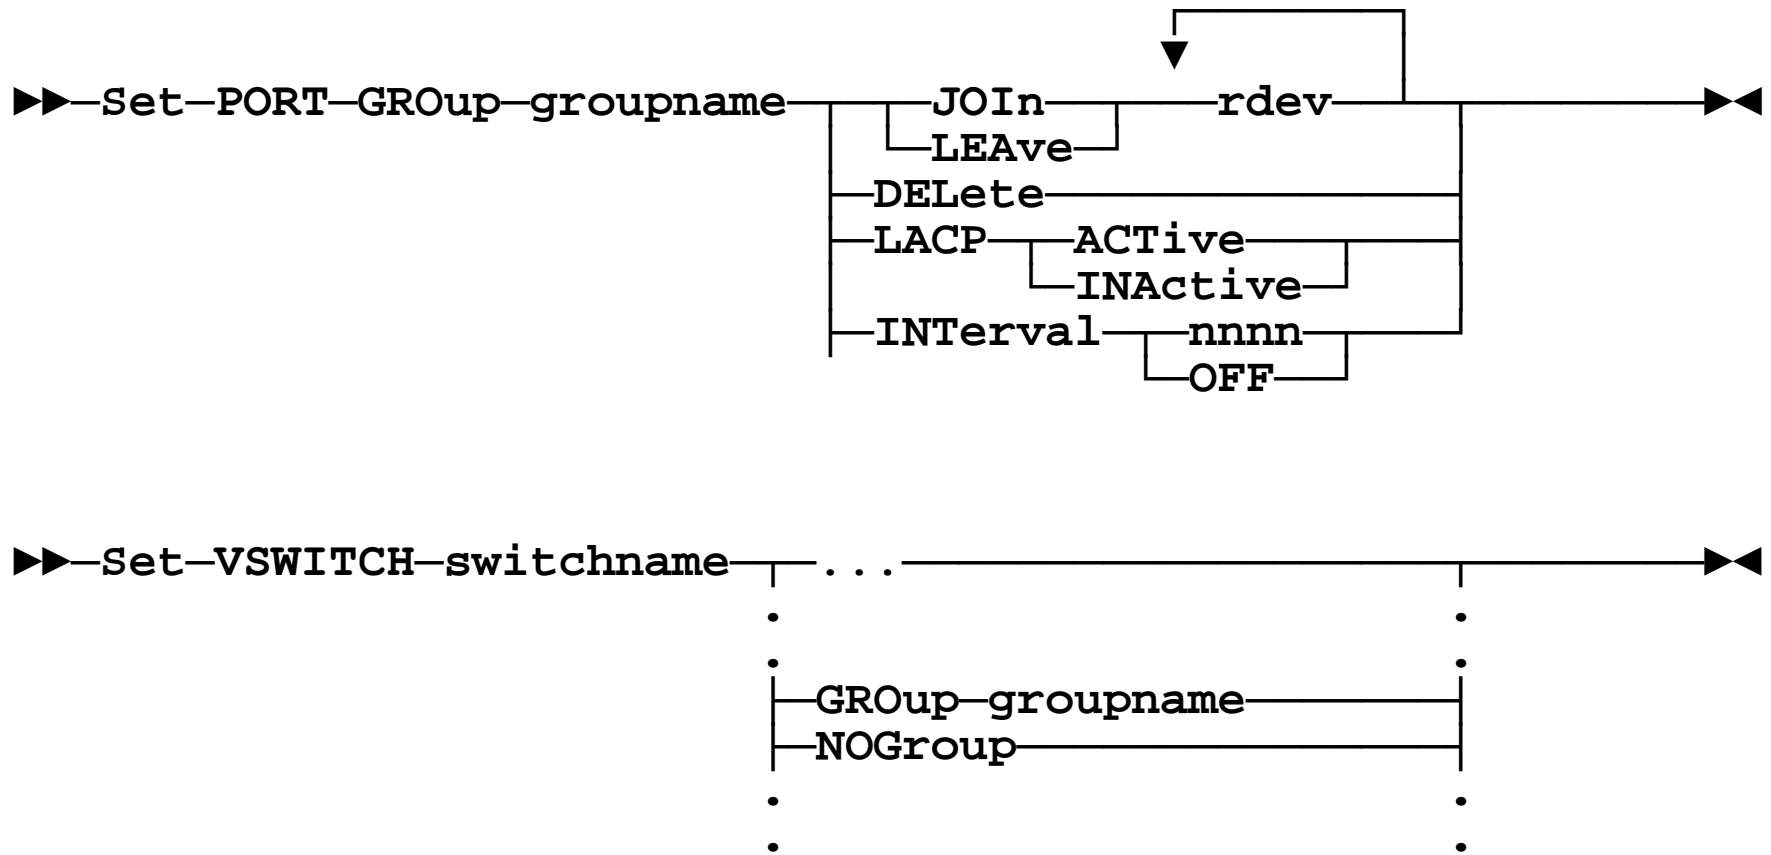 Set PORT GROup groupname JOIn rdev
LEAve
DELete
LACP ACTive
INActive
INTerval nnnn
OFF
Set VSWITCH switchname ...
.
.
GROup groupname
NOGroup
.
.